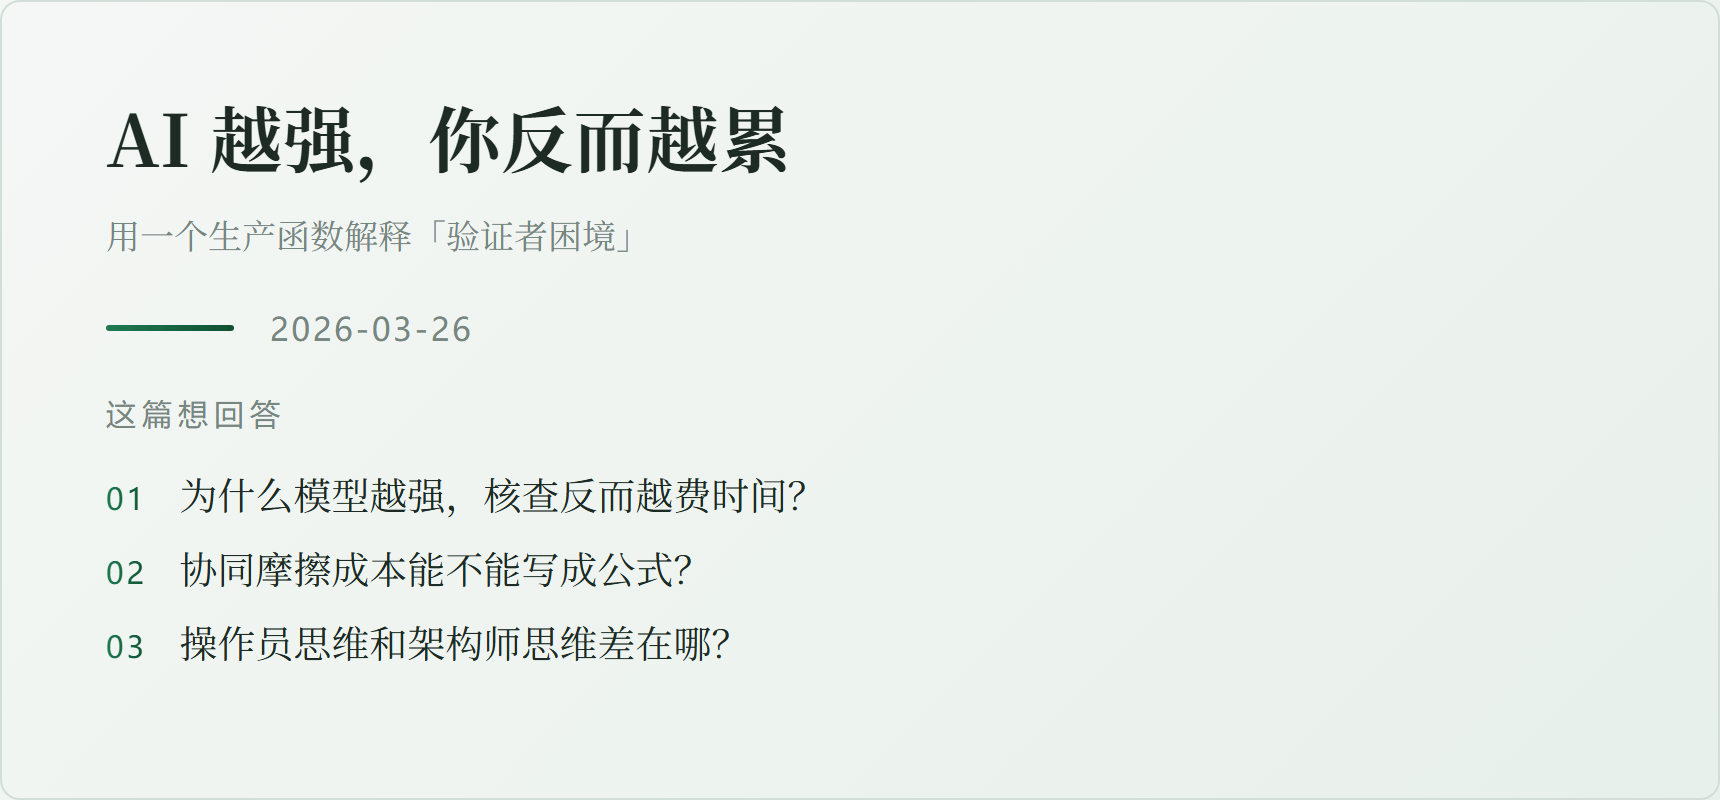 AI 越强，你反而越累
用一个生产函数解释「验证者困境」
2026-03-26
这篇想回答
01 为什么模型越强，核查反而越费时间？
02 协同摩擦成本能不能写成公式？
03 操作员思维和架构师思维差在哪？